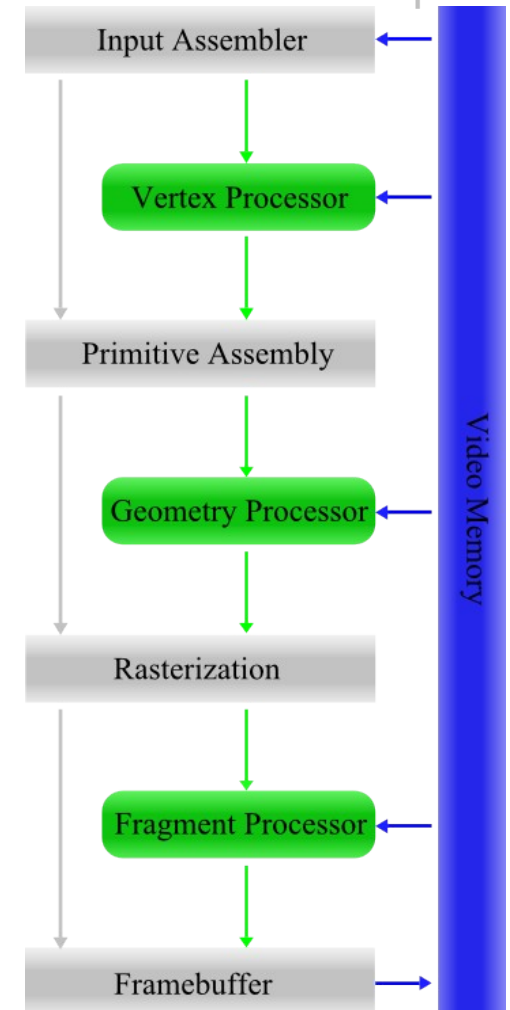 Input Assembler
Vertex Processor
Primitive Assembly
Geometry Processor
Video Memory
Rasterization
Fragment Processor
Framebuffer